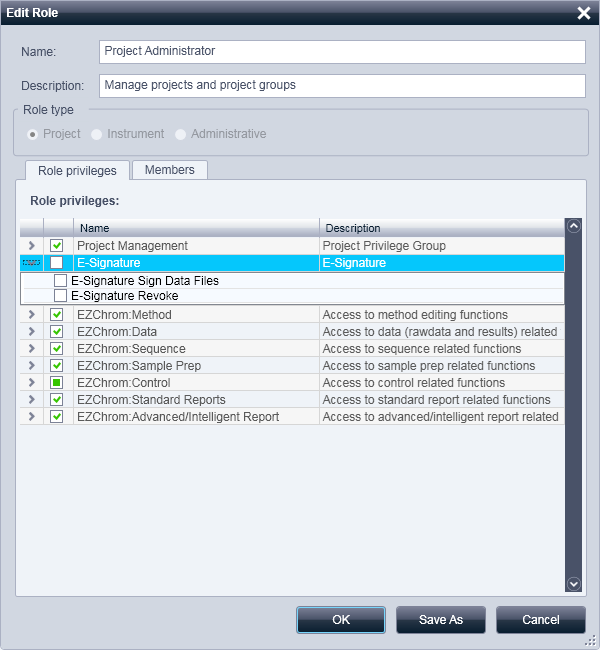 Edit Role
Name: Project Administrator
Description: Manage projects and project groups
Role type
Project Instrument Administrative
Role privileges Members
Role privileges:
Name Description
Project Management Project Privilege Group
E-Signature E-Signature
E-Signature Sign Data Files
E-Signature Revoke
EZChrom:Method Access to method editing functions
EZChrom:Data Access to data (rawdata and results) related
EZChrom:Sequence Access to sequence related functions
EZChrom:Sample Prep Access to sample prep related functions
EZChrom:Control Access to control related functions
EZChrom:Standard Reports Access to standard report related functions
EZChrom:Advanced/Intelligent Report Access to advanced/intelligent report related
OK Save As Cancel